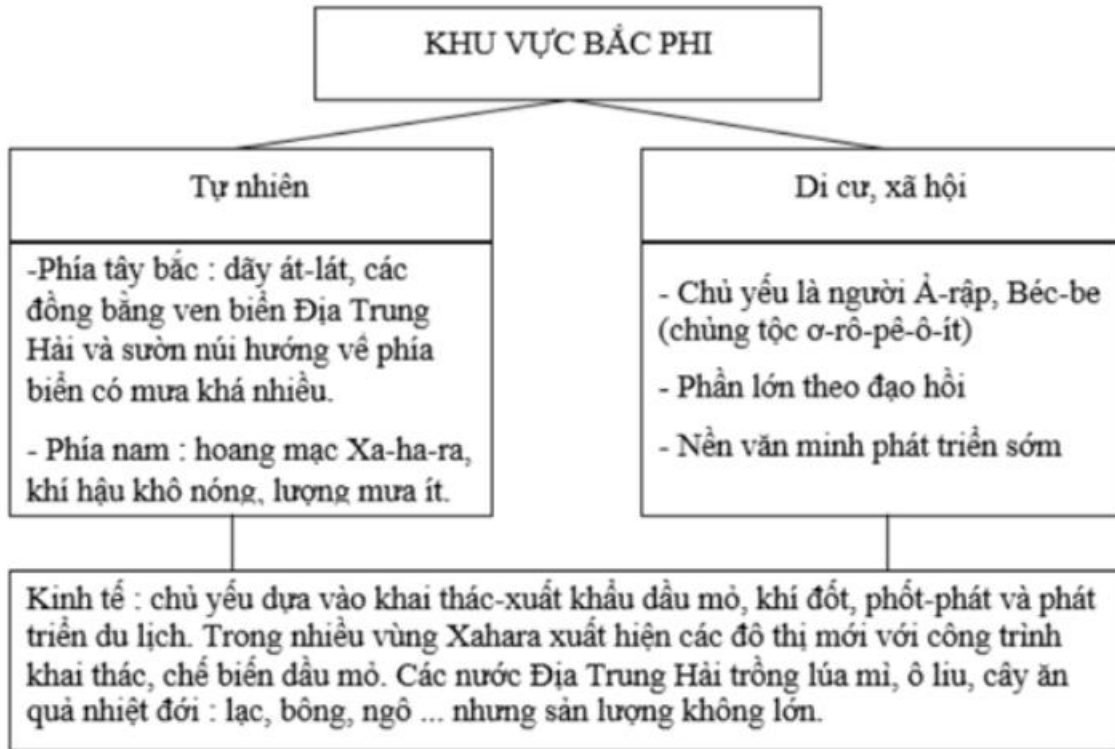 KHU VỰC BẮC PHI
Tự nhiên
-Phía tây bắc : dãy át-lát, các
đồng bằng ven biển Địa Trung
Hải và sườn núi hướng về phía
biển có mưa khá nhiều.
- Phía nam : hoang mạc Xa-ha-ra,
khí hậu khô nóng, lượng mưa ít.
Di cư, xã hội
- Chủ yếu là người Ả-rập, Béc-be
(chủng tộc ơ-rô-pê-ô-ít)
- Phần lớn theo đạo hồi
- Nền văn minh phát triển sớm
Kinh tế : chủ yếu dựa vào khai thác-xuất khẩu dầu mỏ, khí đốt, phốt-phát và phát
triển du lịch. Trong nhiều vùng Xahara xuất hiện các đô thị mới với công trình
khai thác, chế biến dầu mỏ. Các nước Địa Trung Hải trồng lúa mì, ô liu, cây ăn
quả nhiệt đới : lạc, bông, ngô ... nhưng sản lượng không lớn.